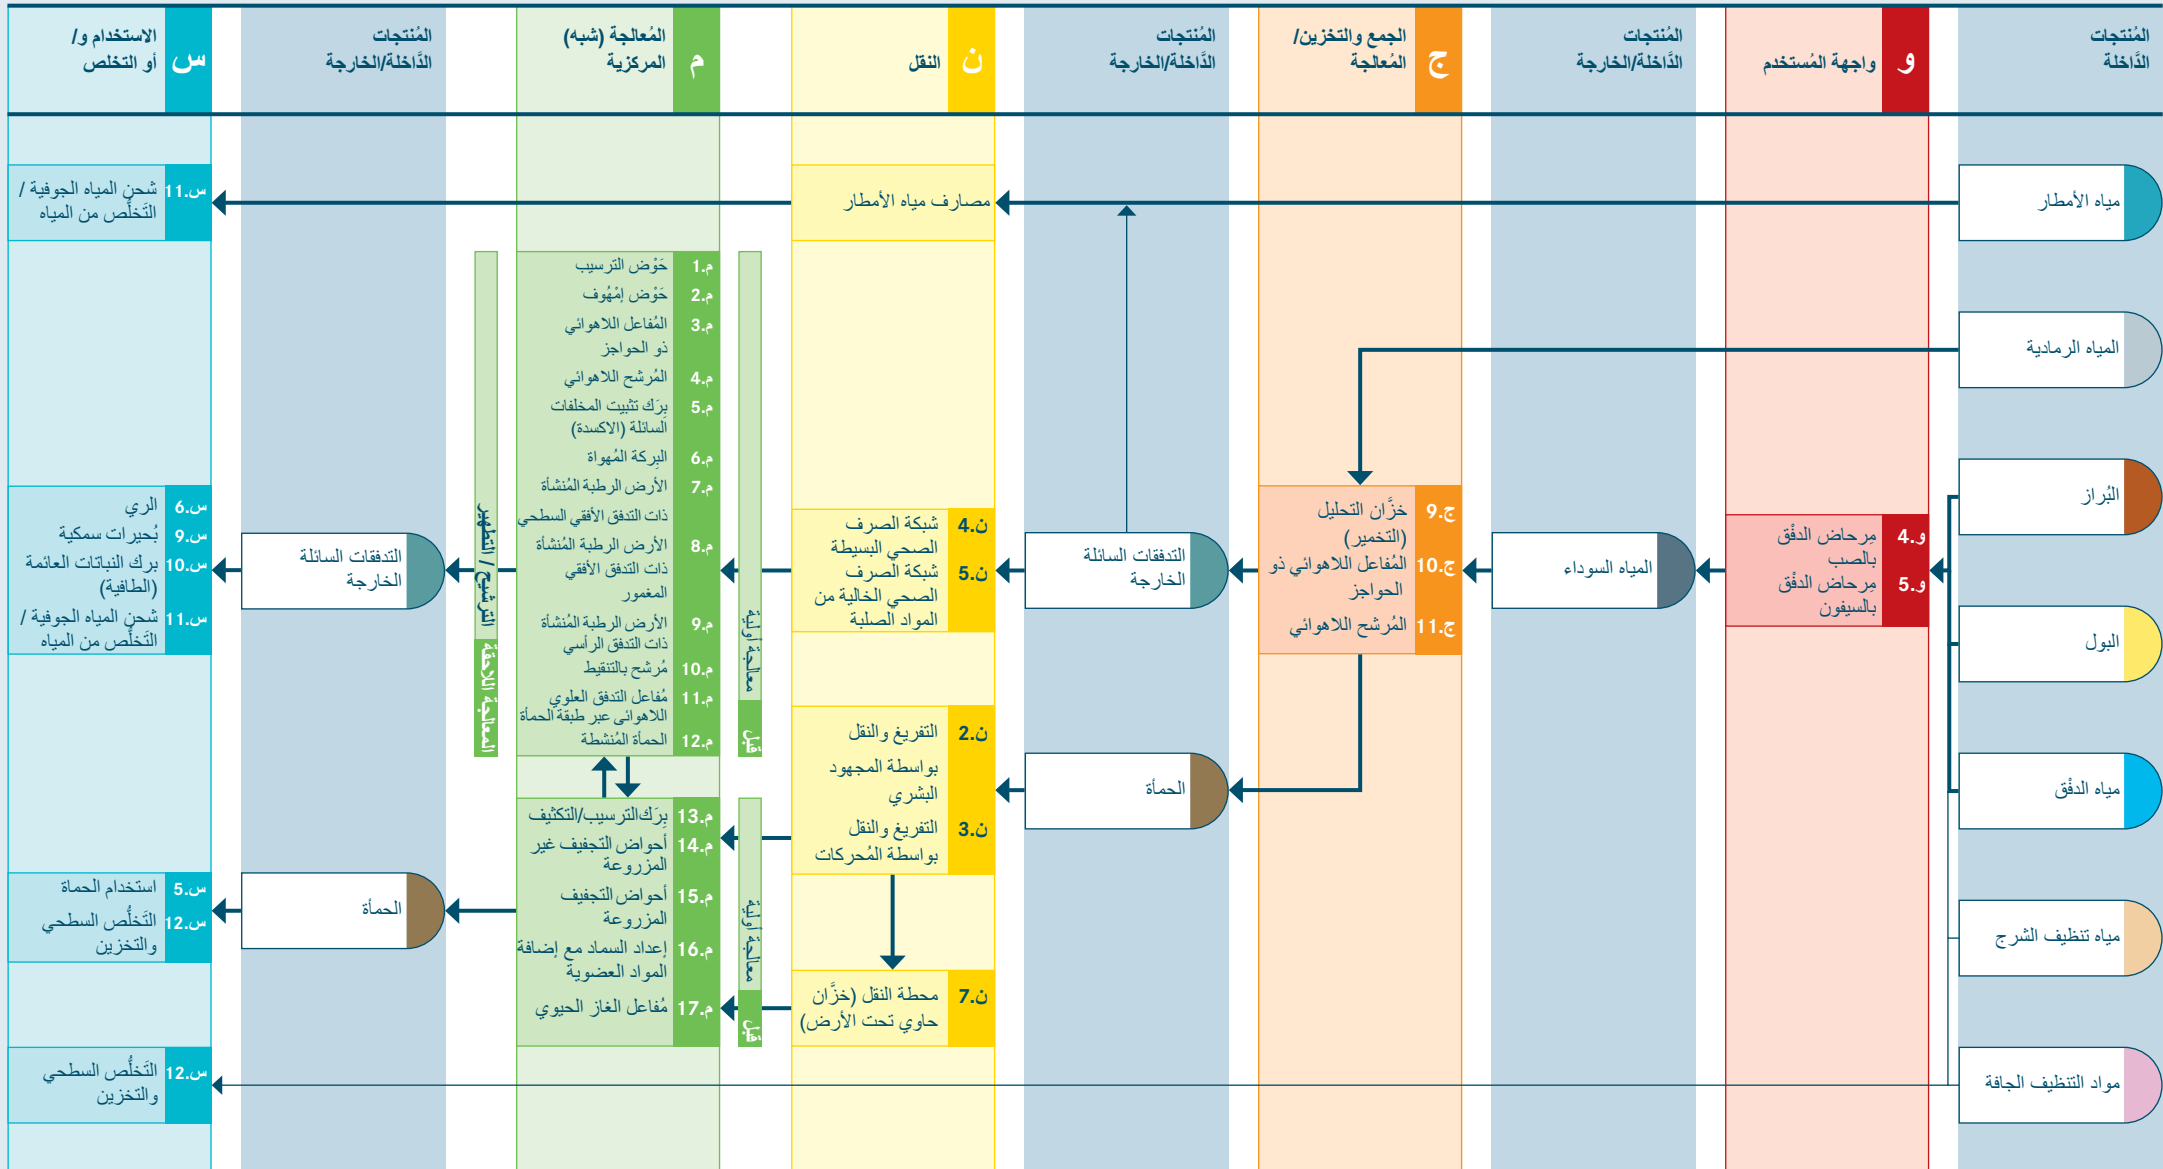 المُنتجات
الدَّاخلة
و
واجهة المُستخدم
المُنتجات
الدَّاخلة/الخارجة
ج
الجمع والتخزين/
المُعالجة
المُنتجات
الدَّاخلة/الخارجة
ن
النقل
م
المُعالجة (شبه)
المركزية
المُنتجات
الدَّاخلة/الخارجة
س
الاستخدام و/
أو التخلص
مياه الأمطار
المياه الرمادية
البُراز
البول
مياه الدفْق
مياه تنظيف الشرج
مواد التنظيف الجافة
و.4 مِرحاض الدفْق
بالصب
و.5 مِرحاض الدفْق
بالسيفون
المياه السوداء
ج.9 خزَّان التحليل
(التخمير)
ج.10 المُفاعل اللاهوائي ذو
الحواجز
ج.11 المُرشح اللاهوائي
التدفقات السائلة
الخارجة
الحمأة
مصارف مياه الأمطار
ن.4 شبكة الصرف
الصحي البسيطة
ن.5 شبكة الصرف
الصحي الخالية من
المواد الصلبة
ن.2 التفريغ والنقل
بواسطة المجهود
البشري
ن.3 التفريغ والنقل
بواسطة المُحركات
ن.7 محطة النقل (خزَّان
حاوي تحت الأرض)
معالجة أولية
قبل
معالجة أولية
قبل
م.1 حَوْض الترسيب
م.2 حَوْض إمْهُوف
م.3 المُفاعل اللاهوائي
ذو الحواجز
م.4 المُرشح اللاهوائي
م.5 بِرَك تثبيت المخلفات
السائلة (الاكسدة)
م.6 البِركة المُهواة
م.7 الأرض الرطبة المُنشأة
ذات التدفق الأفقي السطحي
م.8 الأرض الرطبة المُنشأة
ذات التدفق الأفقي
المغمور
م.9 الأرض الرطبة المُنشأة
ذات التدفق الرأسي
م.10 مُرشح بالتنقيط
م.11 مُفاعل التدفق العلوي
اللاهوائى عبر طبقة الحمأة
م.12 الحمأة المُنشطة
م.13 بِرَك الترسيب/التكثيف
م.14 أحواض التجفيف غير
المزروعة
م.15 أحواض التجفيف
المزروعة
م.16 إعداد السماد مع إضافة
المواد العضوية
م.17 مُفاعل الغاز الحيوي
الترشيح / التطهير
المعالجة اللاحقة
التدفقات السائلة
الخارجة
الحمأة
س.11 شحن المياه الجوفية /
التَخلُّص من المياه
س.6 الري
س.9 بُحيرات سمكية
س.10 برك النباتات العائمة
(الطافية)
س.11 شحن المياه الجوفية /
التَخلُّص من المياه
س.5 استخدام الحماة
س.12 التَخلُّص السطحي
والتخزين
س.12 التَخلُّص السطحي
والتخزين